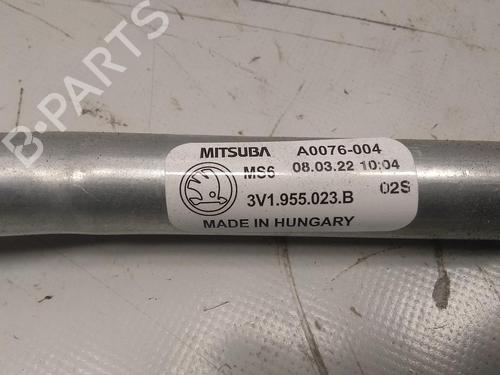 B-PARTS
MITSUBA A0076-004
MS6 08.03.22 10:04
02S
3V1.955.023.B
MADE IN HUNGARY